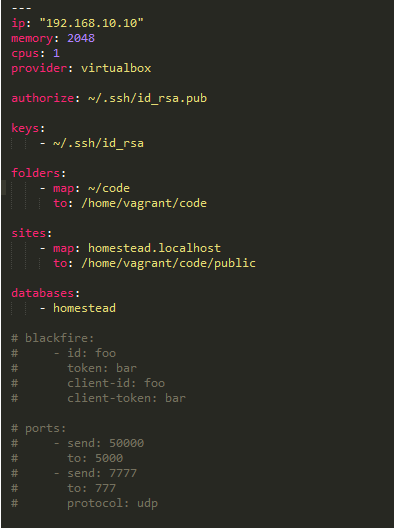 ---
ip: "192.168.10.10"
memory: 2048
cpus: 1
provider: virtualbox

authorize: ~/.ssh/id_rsa.pub

keys:
    - ~/.ssh/id_rsa

folders:
    - map: ~/code
      to: /home/vagrant/code

sites:
    - map: homestead.localhost
      to: /home/vagrant/code/public

databases:
    - homestead

# blackfire:
#     - id: foo
#       token: bar
#       client-id: foo
#       client-token: bar

# ports:
#     - send: 50000
#       to: 5000
#     - send: 7777
#       to: 777
#       protocol: udp